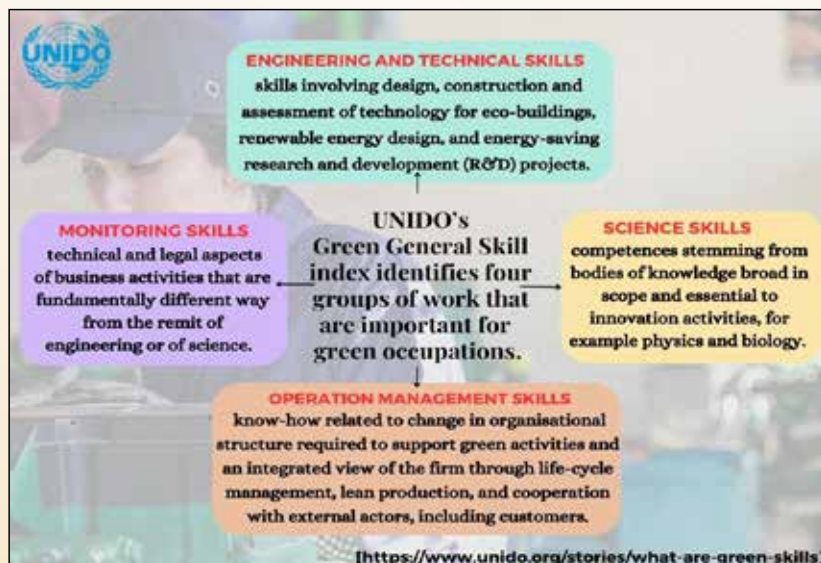 UNIDO
ENGINEERING AND TECHNICAL SKILLS
skills involving design, construction and
assessment of technology for eco-buildings,
renewable energy design, and energy-saving
research and development (R&D) projects.
MONITORING SKILLS
technical and legal aspects
of business activities that are
fundamentally different way
from the remit of
engineering or of science.
UNIDO's
Green General Skill
index identifies four
groups of work that
are important for
green occupations.
SCIENCE SKILLS
competences stemming from
bodies of knowledge broad in
scope and essential to
innovation activities, for
example physics and biology.
OPERATION MANAGEMENT SKILLS
know-how related to change in organisational
structure required to support green activities and
an integrated view of the firm through life-cycle
management, lean production, and cooperation
with external actors, including customers.
[https://www.unido.org/stories/what-are-green-skills]